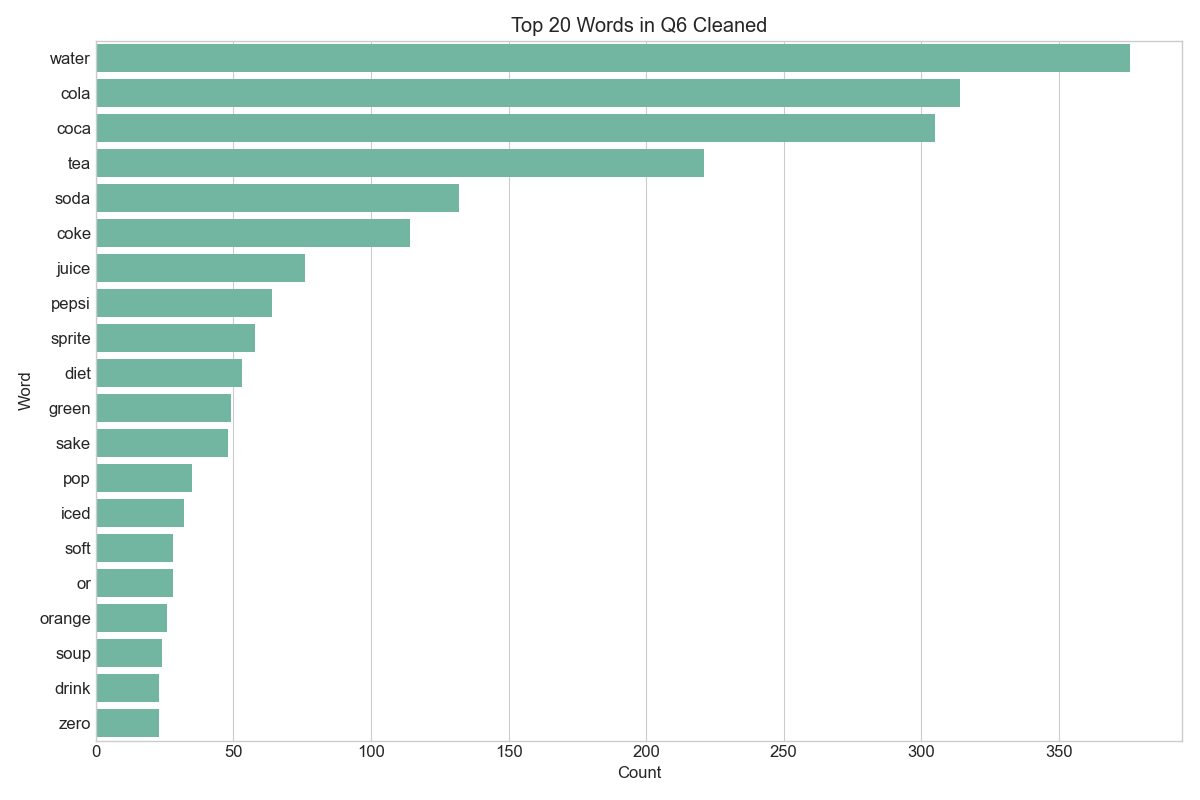 Top 20 Words in Q6 Cleaned
Word
water
cola
coca
tea
soda
coke
juice
pepsi
sprite
diet
green
sake
pop
iced
soft
or
orange
soup
drink
zero
0 50 100 150 200 250 300 350
Count